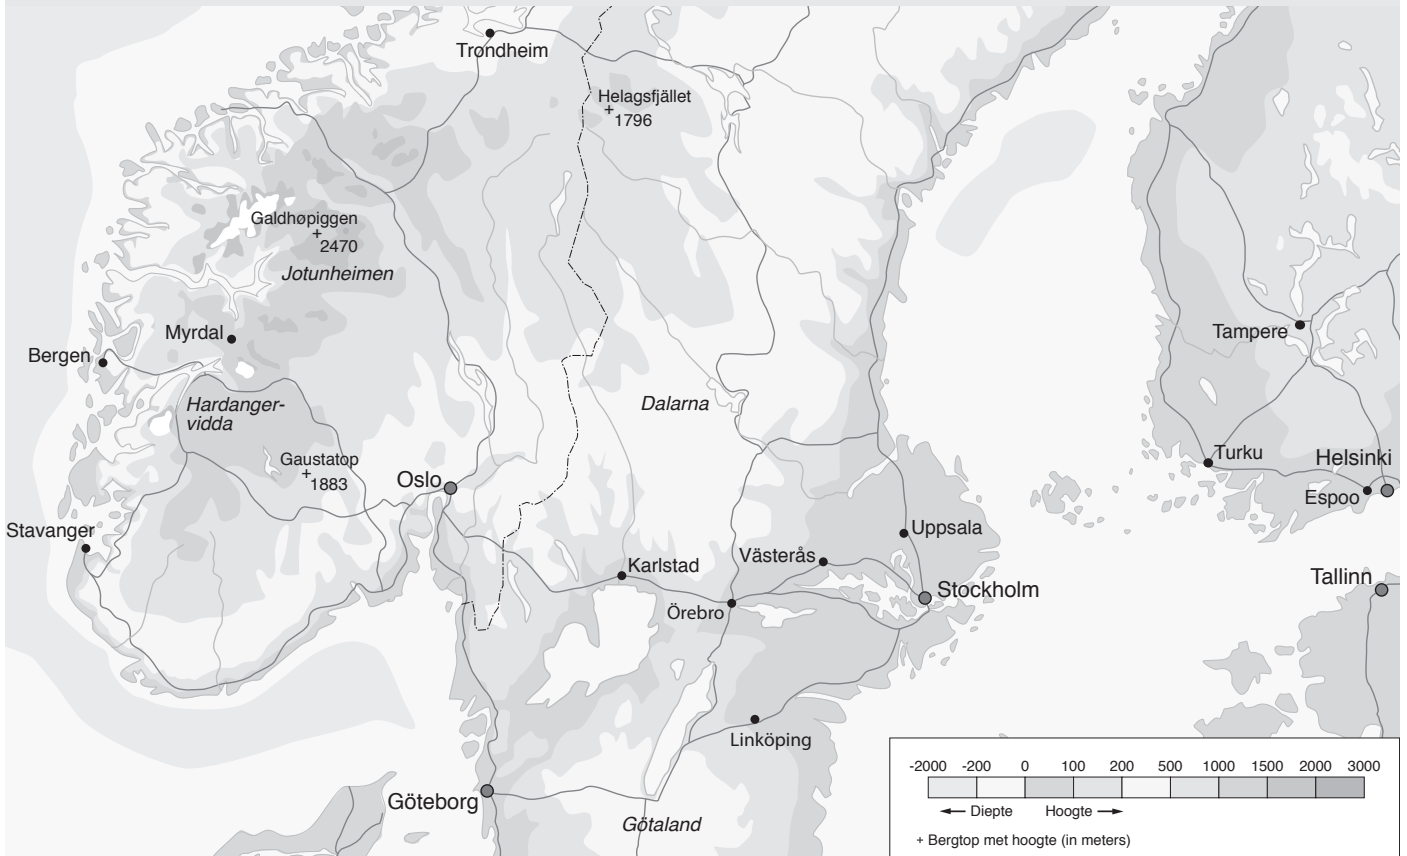 Trondheim
Helagsfjället
1796
Galdhøpiggen
2470
Jotunheimen
Myrdal
Bergen
Tampere
Hardanger-
vidda
Dalarna
Gaustatop
1883
Oslo
Turku
Helsinki
Espoo
Stavanger
Uppsala
Västerås
Karlstad
Stockholm
Tallinn
Örebro
Linköping
Göteborg
Götaland
-2000 -200 0 100 200 500 1000 1500 2000 3000
← Diepte Hoogte →
+ Bergtop met hoogte (in meters)